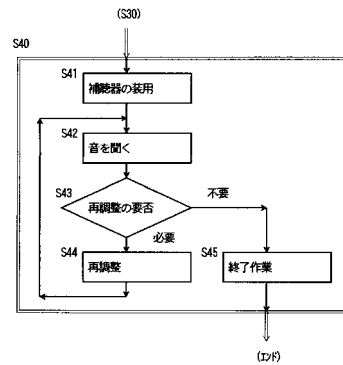 (S30)
S40
S41
補聴器の装用
S42
音を聞く
S43
再調整の要否
不要
必要
S44
再調整
S45
終了作業
(エンド)